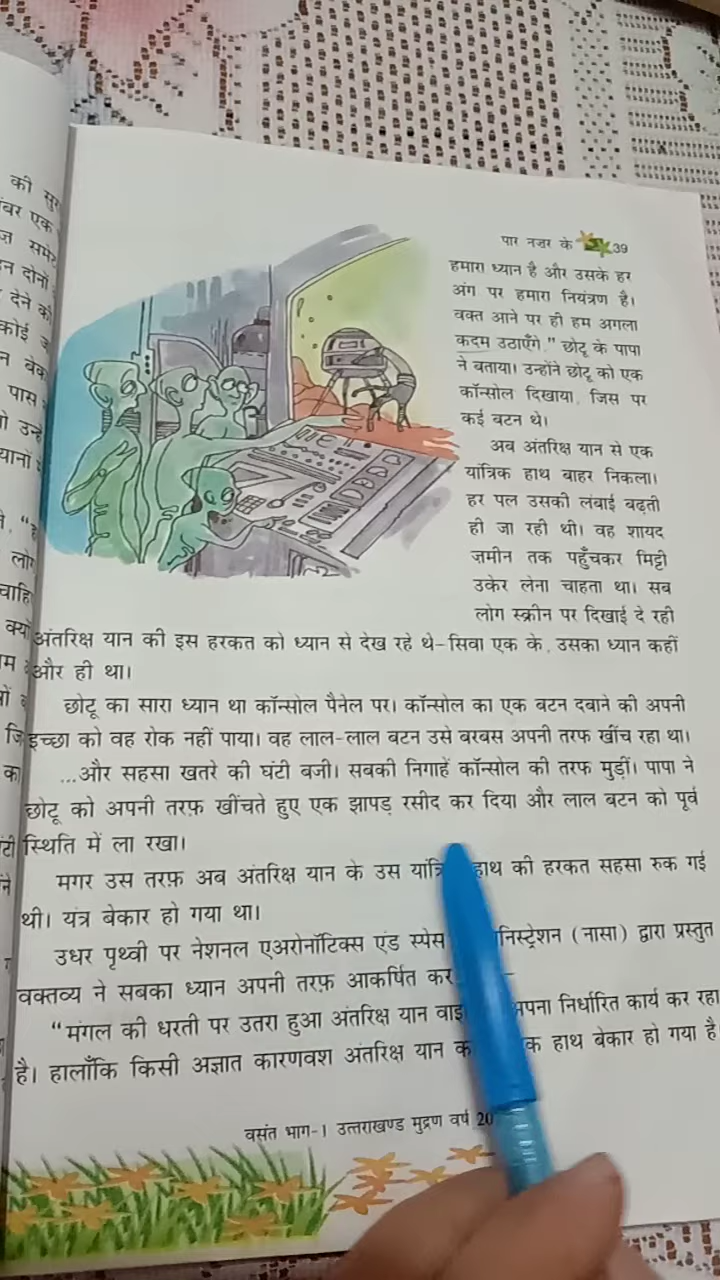 पार नज़र के 39
हमारा ध्यान है और उसके हर
अंग पर हमारा नियंत्रण है।
वक्त आने पर ही हम अगला
कदम उठाएँगे।" छोटू के पापा
ने बताया। उन्होंने छोटू को एक
कॉन्सोल दिखाया, जिस पर
कई बटन थे।
अब अंतरिक्ष यान से एक
यांत्रिक हाथ बाहर निकला।
हर पल उसकी लंबाई बढ़ती
ही जा रही थी। वह शायद
ज़मीन तक पहुँचकर मिट्टी
उकेर लेना चाहता था। सब
लोग स्क्रीन पर दिखाई दे रही
अंतरिक्ष यान की इस हरकत को ध्यान से देख रहे थे–सिवा एक के, उसका ध्यान कहीं
और ही था।
छोटू का सारा ध्यान था कॉन्सोल पैनेल पर। कॉन्सोल का एक बटन दबाने की अपनी
इच्छा को वह रोक नहीं पाया। वह लाल-लाल बटन उसे बरबस अपनी तरफ खींच रहा था।
...और सहसा खतरे की घंटी बजी। सबकी निगाहें कॉन्सोल की तरफ मुड़ीं। पापा ने
छोटू को अपनी तरफ़ खींचते हुए एक झापड़ रसीद कर दिया और लाल बटन को पूर्व
स्थिति में ला रखा।
मगर उस तरफ़ अब अंतरिक्ष यान के उस हाथ की हरकत सहसा रुक गई
थी। यंत्र बेकार हो गया था।
उधर पृथ्वी पर नेशनल एअरोनॉटिक्स एंड स्पेस (नासा) द्वारा प्रस्तुत
वक्तव्य ने सबका ध्यान अपनी तरफ़ आकर्षित कर –
"मंगल की धरती पर उतरा हुआ अंतरिक्ष यान अपना निर्धारित कार्य कर रहा
है। हालाँकि किसी अज्ञात कारणवश अंतरिक्ष यान हाथ बेकार हो गया है
वसंत भाग-1 उत्तराखण्ड मुद्रण वर्ष
की
एक
समे
दोनों
देने को
कोई
पास
यानों